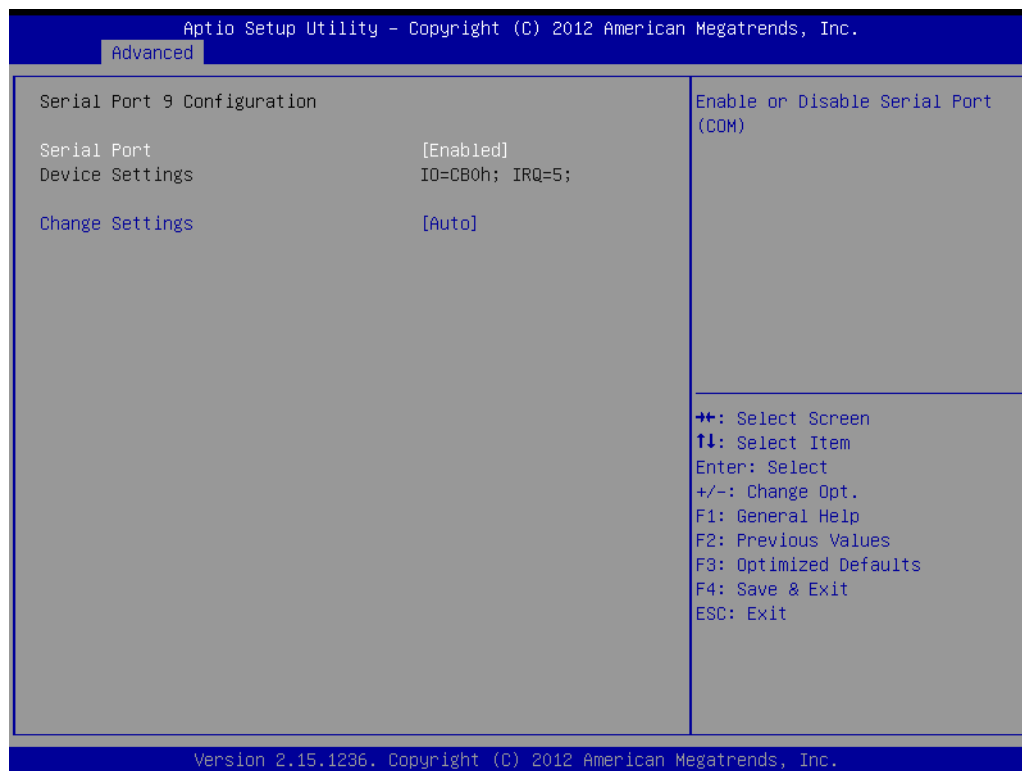 Aptio Setup Utility – Copyright (C) 2012 American Megatrends, Inc.
Advanced
Serial Port 9 Configuration
Serial Port [Enabled]
Device Settings IO=CB0h; IRQ=5;
Change Settings [Auto]
Enable or Disable Serial Port
(COM)
→←: Select Screen
↑↓: Select Item
Enter: Select
+/-: Change Opt.
F1: General Help
F2: Previous Values
F3: Optimized Defaults
F4: Save & Exit
ESC: Exit
Version 2.15.1236. Copyright (C) 2012 American Megatrends, Inc.